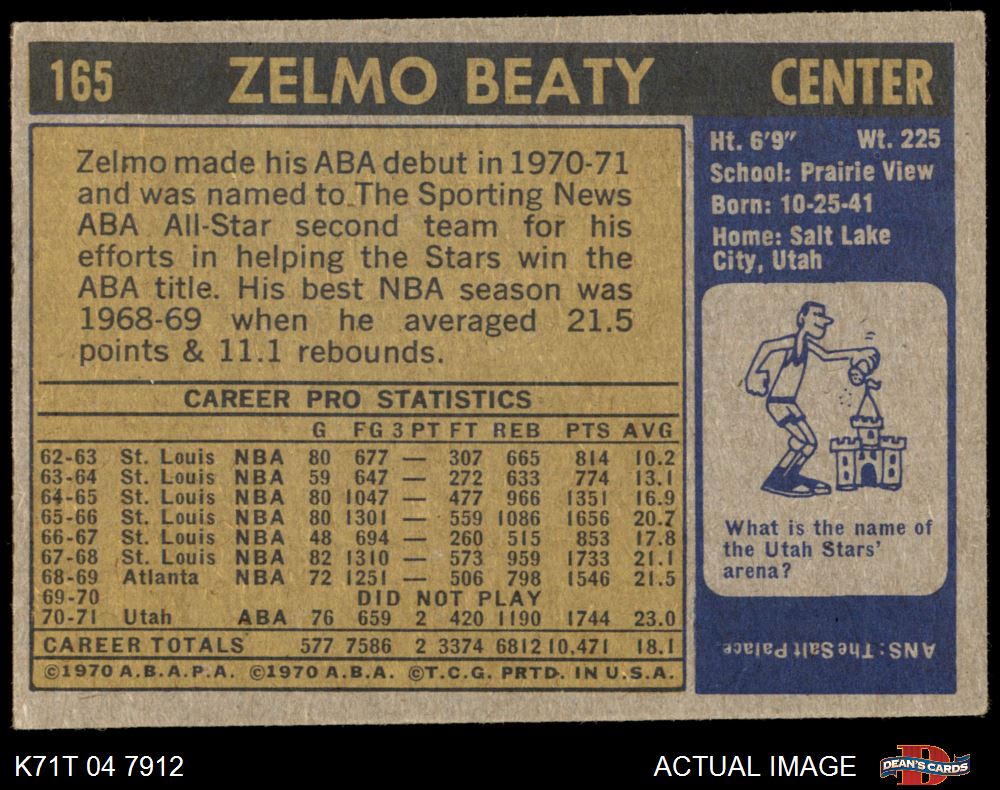 165 ZELMO BEATY CENTER
Zelmo made his ABA debut in 1970-71
and was named to The Sporting News
ABA All-Star second team for his
efforts in helping the Stars win the
ABA title. His best NBA season was
1968-69 when he averaged 21.5
points & 11.1 rebounds.
CAREER PRO STATISTICS
G FG 3 PT FT REB PTS AVG
62-63 St. Louis NBA 80 677 — 307 665 814 10.2
63-64 St. Louis NBA 59 647 — 272 633 774 13.1
64-65 St. Louis NBA 80 1047 — 477 966 1351 16.9
65-66 St. Louis NBA 80 1301 — 559 1086 1656 20.7
66-67 St. Louis NBA 48 694 — 260 515 853 17.8
67-68 St. Louis NBA 82 1310 — 573 959 1733 21.1
68-69 Atlanta NBA 72 1251 — 506 798 1546 21.5
69-70 DID NOT PLAY
70-71 Utah ABA 76 659 2 420 1190 1744 23.0
CAREER TOTALS 577 7586 2 3374 6812 10,471 18.1
©1970 A.B.A.P.A. ©1970 A.B.A. ©T.C.G. PRTD. IN U.S.A.
Ht. 6'9" Wt. 225
School: Prairie View
Born: 10-25-41
Home: Salt Lake
City, Utah
What is the name of
the Utah Stars'
arena?
ANS: The Salt Palace
K71T 04 7912 ACTUAL IMAGE
D
DEAN'S CARDS